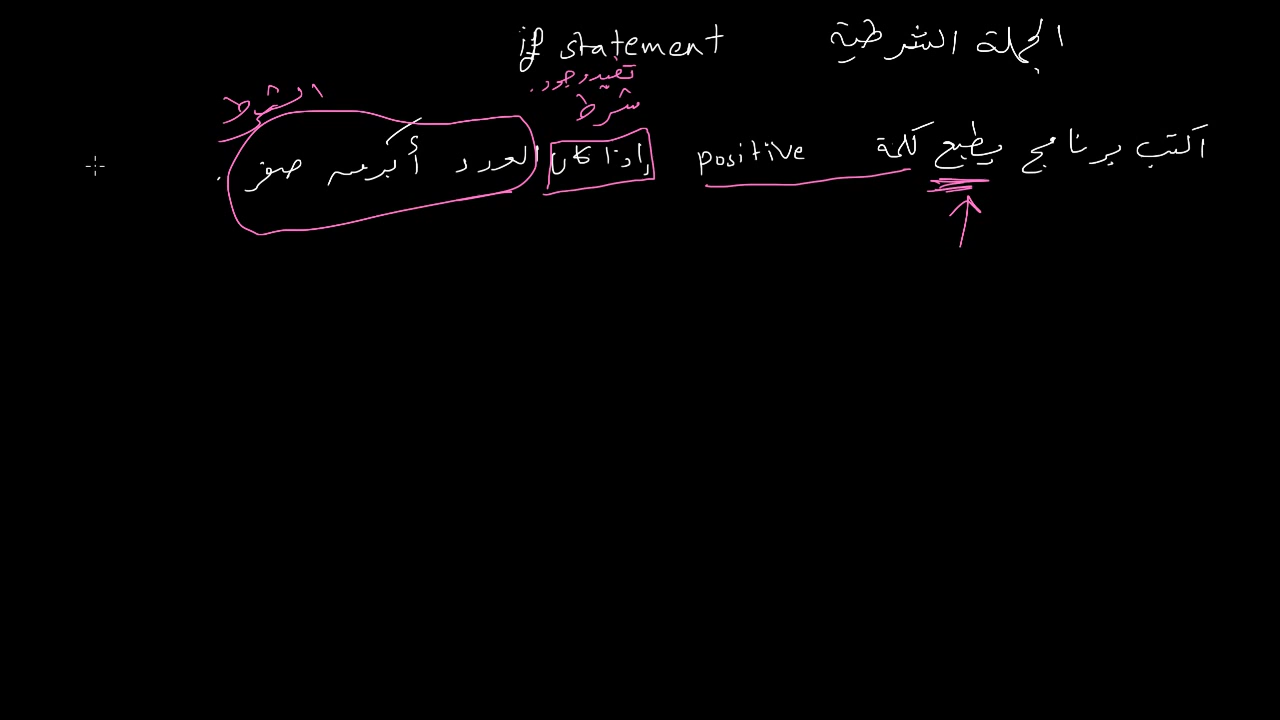 الجملة الشرطية if statement
تفيد وجود
شرط
الشرط
اكتب برنامج يطبع كلمة positive إذا كان العدد أكبر من صفر .